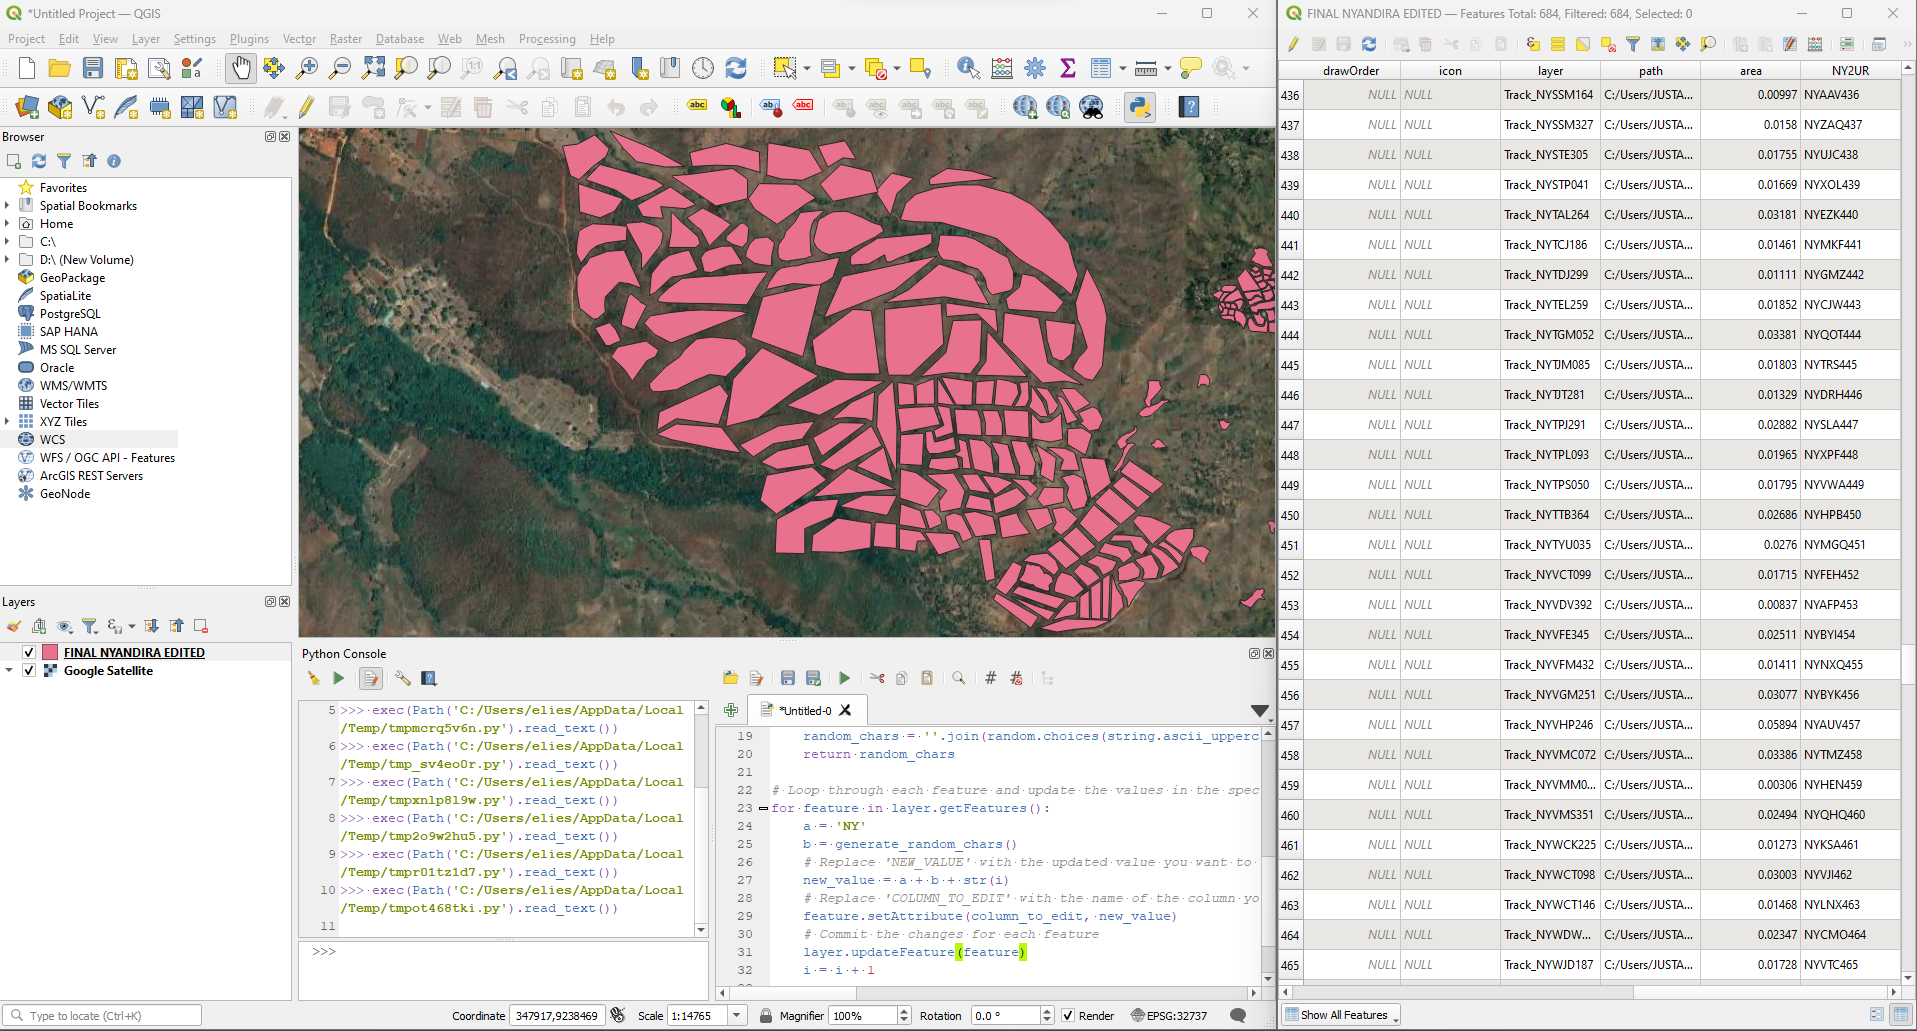 *Untitled Project — QGIS
Project Edit View Layer Settings Plugins Vector Raster Database Web Mesh Processing Help
Browser
Favorites
Spatial Bookmarks
Home
C:\
D:\ (New Volume)
GeoPackage
SpatiaLite
PostgreSQL
SAP HANA
MS SQL Server
Oracle
WMS/WMTS
Vector Tiles
XYZ Tiles
WCS
WFS / OGC API - Features
ArcGIS REST Servers
GeoNode
Layers
FINAL NYANDIRA EDITED
Google Satellite
Python Console
5 >>> exec(Path('C:/Users/elies/AppData/Local
/Temp/tmpmcrq5v6n.py').read_text())
6 >>> exec(Path('C:/Users/elies/AppData/Local
/Temp/tmp_sv4eo0r.py').read_text())
7 >>> exec(Path('C:/Users/elies/AppData/Local
/Temp/tmpxnlp8l9w.py').read_text())
8 >>> exec(Path('C:/Users/elies/AppData/Local
/Temp/tmp2o9w2hu5.py').read_text())
9 >>> exec(Path('C:/Users/elies/AppData/Local
/Temp/tmpr01tz1d7.py').read_text())
10 >>> exec(Path('C:/Users/elies/AppData/Local
/Temp/tmpot468tki.py').read_text())
11
>>>
*Untitled-0
19 random_chars = ''.join(random.choices(string.ascii_upperc
20 return random_chars
21
22 # Loop through each feature and update the values in the spec
23 for feature in layer.getFeatures():
24 a = 'NY'
25 b = generate_random_chars()
26 # Replace 'NEW_VALUE' with the updated value you want to
27 new_value = a + b + str(i)
28 # Replace 'COLUMN_TO_EDIT' with the name of the column yo
29 feature.setAttribute(column_to_edit, new_value)
30 # Commit the changes for each feature
31 layer.updateFeature(feature)
32 i = i + 1
Type to locate (Ctrl+K) Coordinate 347917,9238469 Scale 1:14765 Magnifier 100% Rotation 0.0 ° Render EPSG:32737
FINAL NYANDIRA EDITED — Features Total: 684, Filtered: 684, Selected: 0
drawOrder icon layer path area NY2UR
436 NULL NULL Track_NYSSM164 C:/Users/JUSTA... 0.00997 NYAAV436
437 NULL NULL Track_NYSSM327 C:/Users/JUSTA... 0.0158 NYZAQ437
438 NULL NULL Track_NYSTE305 C:/Users/JUSTA... 0.01755 NYUJC438
439 NULL NULL Track_NYSTP041 C:/Users/JUSTA... 0.01669 NYXOL439
440 NULL NULL Track_NYTAL264 C:/Users/JUSTA... 0.03181 NYEZK440
441 NULL NULL Track_NYTCJ186 C:/Users/JUSTA... 0.01461 NYMKF441
442 NULL NULL Track_NYTDJ299 C:/Users/JUSTA... 0.01111 NYGMZ442
443 NULL NULL Track_NYTEL259 C:/Users/JUSTA... 0.01852 NYCJW443
444 NULL NULL Track_NYTGM052 C:/Users/JUSTA... 0.03381 NYQOT444
445 NULL NULL Track_NYTJM085 C:/Users/JUSTA... 0.01803 NYTRS445
446 NULL NULL Track_NYTJT281 C:/Users/JUSTA... 0.01329 NYDRH446
447 NULL NULL Track_NYTPJ291 C:/Users/JUSTA... 0.02882 NYSLA447
448 NULL NULL Track_NYTPL093 C:/Users/JUSTA... 0.01965 NYXPF448
449 NULL NULL Track_NYTPS050 C:/Users/JUSTA... 0.01795 NYVWA449
450 NULL NULL Track_NYTTB364 C:/Users/JUSTA... 0.02686 NYHPB450
451 NULL NULL Track_NYTYU035 C:/Users/JUSTA... 0.0276 NYMGQ451
452 NULL NULL Track_NYVCT099 C:/Users/JUSTA... 0.01715 NYFEH452
453 NULL NULL Track_NYVDV392 C:/Users/JUSTA... 0.00837 NYAFP453
454 NULL NULL Track_NYVFE345 C:/Users/JUSTA... 0.02511 NYBYI454
455 NULL NULL Track_NYVFM432 C:/Users/JUSTA... 0.01411 NYNXQ455
456 NULL NULL Track_NYVGM251 C:/Users/JUSTA... 0.03077 NYBYK456
457 NULL NULL Track_NYVHP246 C:/Users/JUSTA... 0.05894 NYAUV457
458 NULL NULL Track_NYVMC072 C:/Users/JUSTA... 0.03386 NYTMZ458
459 NULL NULL Track_NYVMM0... C:/Users/JUSTA... 0.00306 NYHEN459
460 NULL NULL Track_NYVMS351 C:/Users/JUSTA... 0.02494 NYQHQ460
461 NULL NULL Track_NYWCK225 C:/Users/JUSTA... 0.01273 NYKSA461
462 NULL NULL Track_NYWCT098 C:/Users/JUSTA... 0.03003 NYVJI462
463 NULL NULL Track_NYWCT146 C:/Users/JUSTA... 0.01468 NYLNX463
464 NULL NULL Track_NYWDW... C:/Users/JUSTA... 0.02347 NYCMO464
465 NULL NULL Track_NYWJD187 C:/Users/JUSTA... 0.01728 NYVTC465
Show All Features